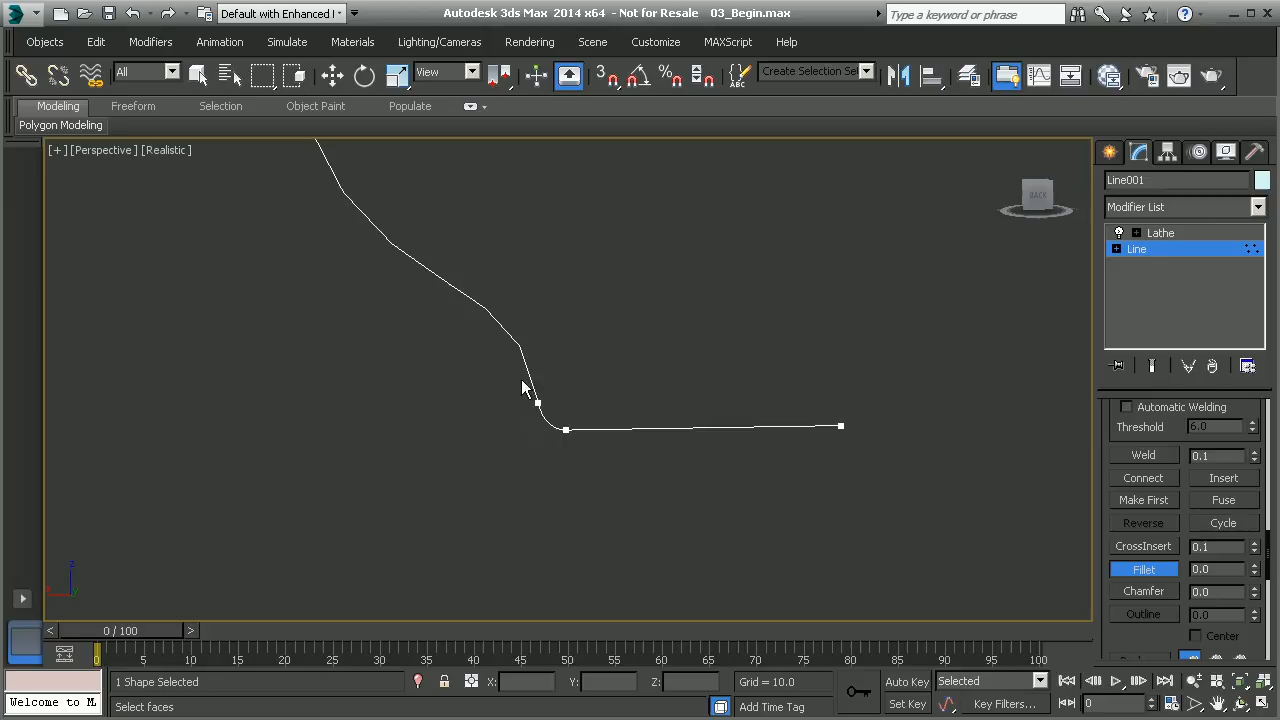 Default with Enhanced I
Autodesk 3ds Max 2014 x64 - Not for Resale 03_Begin.max
Type a keyword or phrase
Objects Edit Modifiers Animation Simulate Materials Lighting/Cameras Rendering Scene Customize MAXScript Help
All View 3 % ABC Create Selection Sel
Modeling Freeform Selection Object Paint Populate
Polygon Modeling
[+] [Perspective] [Realistic]
BACK
Line001
Modifier List
Lathe
Line
Automatic Welding
Threshold 6.0
Weld 0.1
Connect Insert
Make First Fuse
Reverse Cycle
CrossInsert 0.1
Fillet 0.0
Chamfer 0.0
Outline 0.0
Center
z
x
< 0 / 100 >
0 5 10 15 20 25 30 35 40 45 50 55 60 65 70 75 80 85 90 95 100
1 Shape Selected X: Y: Z: Grid = 10.0 Auto Key Selected
Welcome to M Select faces Add Time Tag Set Key Key Filters... 0